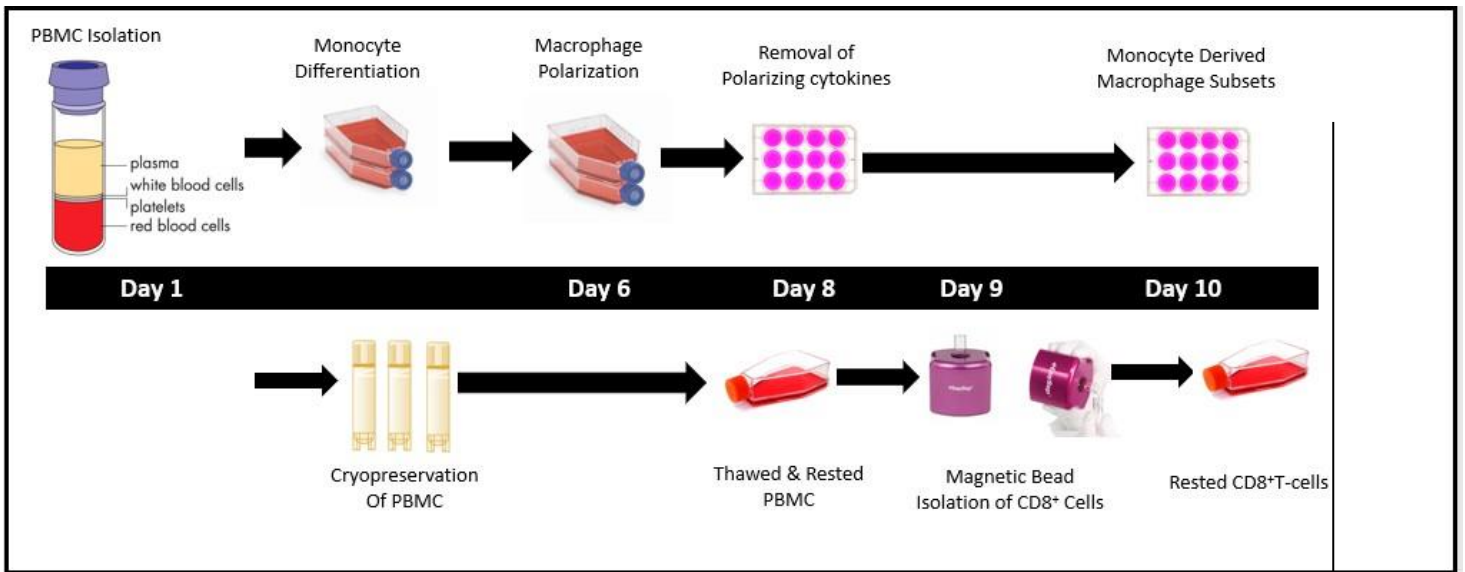 PBMC Isolation
Monocyte
Differentiation
Macrophage
Polarization
Removal of
Polarizing cytokines
Monocyte Derived
Macrophage Subsets
plasma
white blood cells
platelets
red blood cells
Day 1
Day 6
Day 8
Day 9
Day 10
Cryopreservation
Of PBMC
Thawed & Rested
PBMC
Magnetic Bead
Isolation of CD8⁺ Cells
Rested CD8⁺T-cells